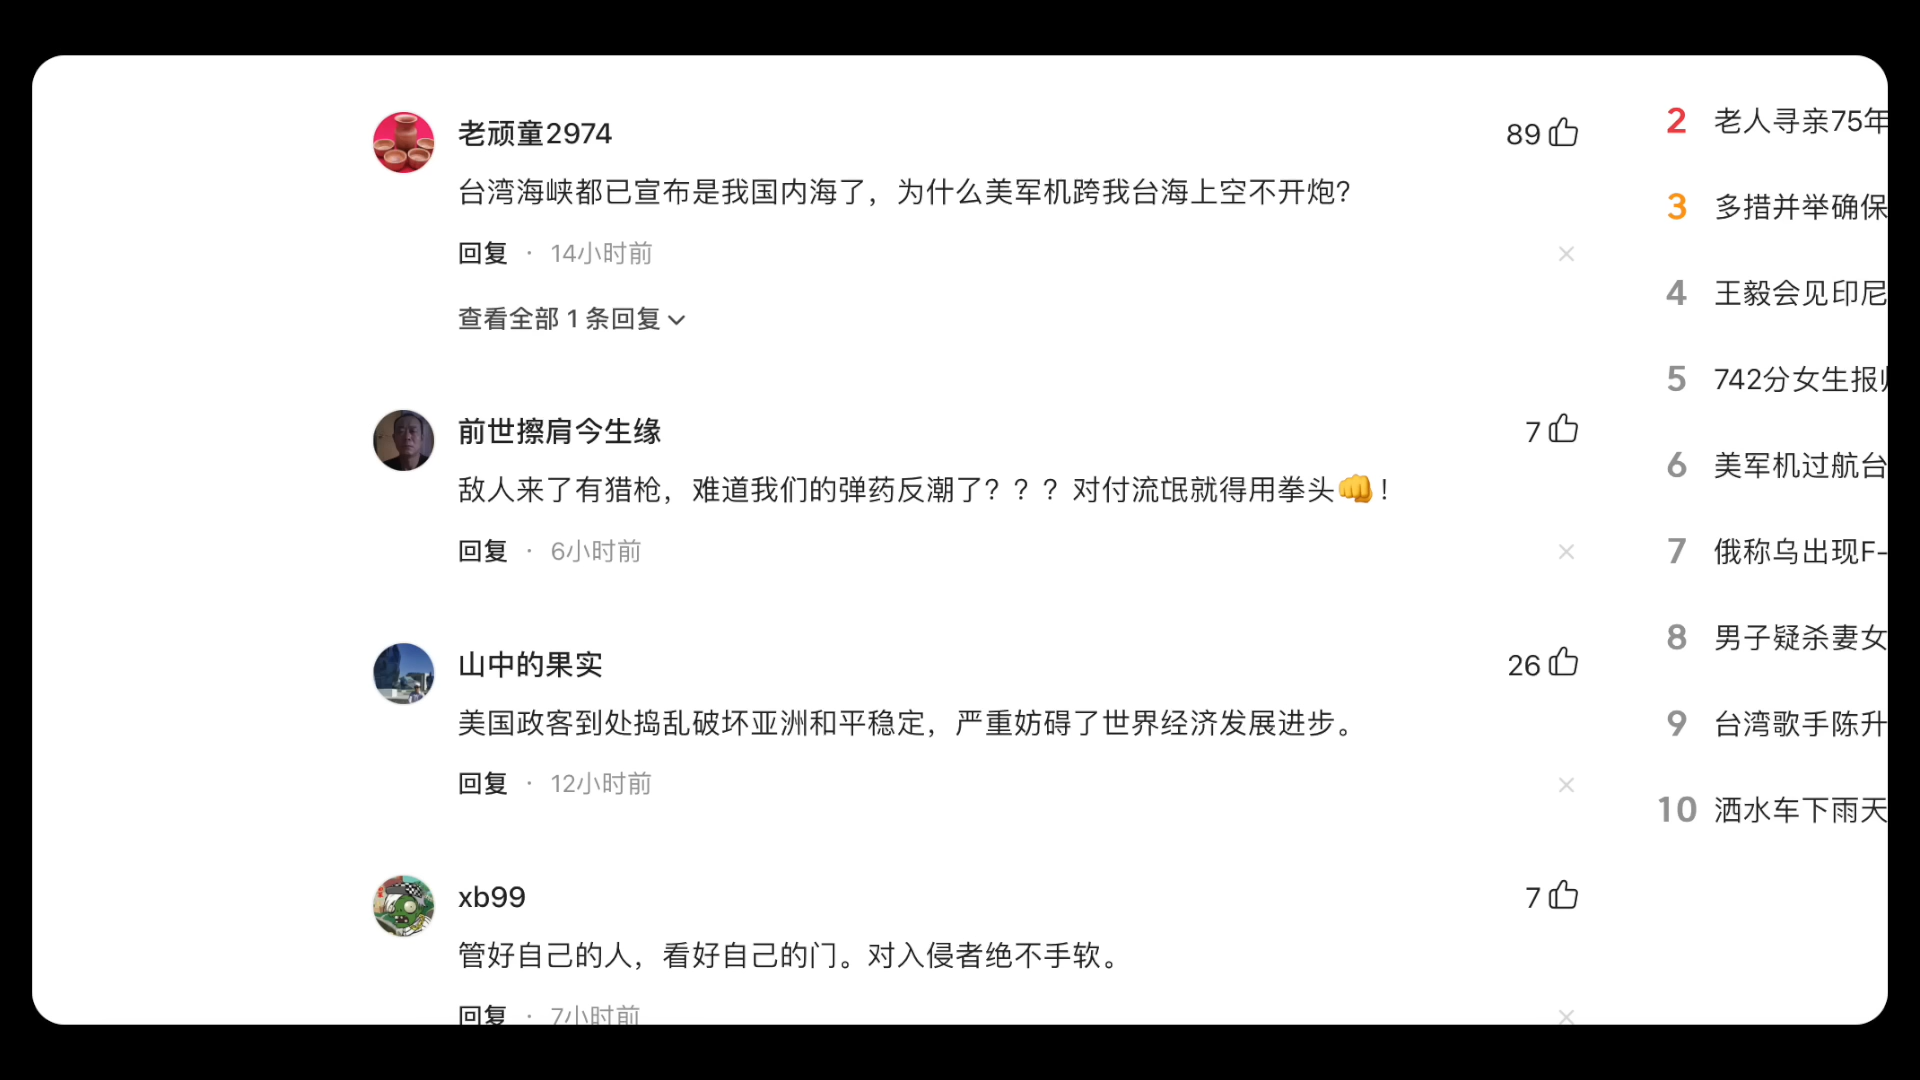 老顽童2974
89
台湾海峡都已宣布是我国内海了，为什么美军机跨我台海上空不开炮?
回复 · 14小时前
查看全部 1 条回复
前世擦肩今生缘
7
敌人来了有猎枪，难道我们的弹药反潮了？？？对付流氓就得用拳头👊！
回复 · 6小时前
山中的果实
26
美国政客到处捣乱破坏亚洲和平稳定，严重妨碍了世界经济发展进步。
回复 · 12小时前
xb99
7
管好自己的人，看好自己的门。对入侵者绝不手软。
回复 · 7小时前
2 老人寻亲75年
3 多措并举确保
4 王毅会见印尼
5 742分女生报
6 美军机过航台
7 俄称乌出现F-
8 男子疑杀妻女
9 台湾歌手陈升
10 洒水车下雨天